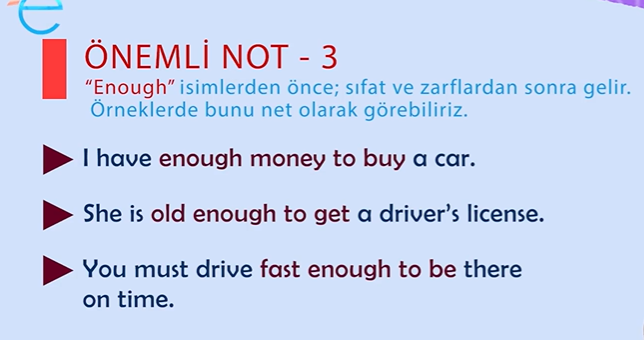 e
ÖNEMLİ NOT - 3
“Enough” isimlerden önce; sıfat ve zarflardan sonra gelir.
Örneklerde bunu net olarak görebiliriz.
I have enough money to buy a car.
She is old enough to get a driver’s license.
You must drive fast enough to be there
on time.